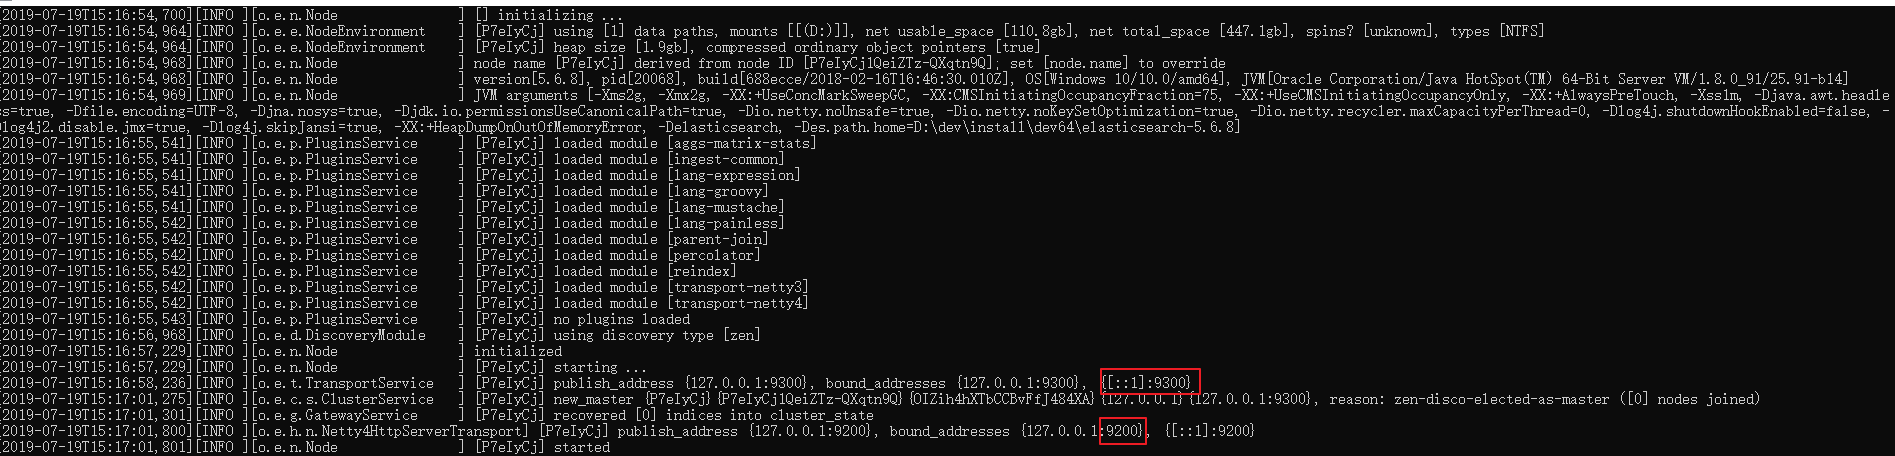 [2019-07-19T15:16:54,700][INFO ][o.e.n.Node               ] [] initializing ...
[2019-07-19T15:16:54,964][INFO ][o.e.e.NodeEnvironment    ] [P7eIyCj] using [1] data paths, mounts [[(D:)]], net usable_space [110.8gb], net total_space [447.1gb], spins? [unknown], types [NTFS]
[2019-07-19T15:16:54,964][INFO ][o.e.e.NodeEnvironment    ] [P7eIyCj] heap size [1.9gb], compressed ordinary object pointers [true]
[2019-07-19T15:16:54,968][INFO ][o.e.n.Node               ] node name [P7eIyCj] derived from node ID [P7eIyCj1QeiZTz-QXqtn9Q]; set [node.name] to override
[2019-07-19T15:16:54,968][INFO ][o.e.n.Node               ] version[5.6.8], pid[20068], build[688ecce/2018-02-16T16:46:30.010Z], OS[Windows 10/10.0/amd64], JVM[Oracle Corporation/Java HotSpot(TM) 64-Bit Server VM/1.8.0_91/25.91-b14]
[2019-07-19T15:16:54,969][INFO ][o.e.n.Node               ] JVM arguments [-Xms2g, -Xmx2g, -XX:+UseConcMarkSweepGC, -XX:CMSInitiatingOccupancyFraction=75, -XX:+UseCMSInitiatingOccupancyOnly, -XX:+AlwaysPreTouch, -Xss1m, -Djava.awt.headle
ss=true, -Dfile.encoding=UTF-8, -Djna.nosys=true, -Djdk.io.permissionsUseCanonicalPath=true, -Dio.netty.noUnsafe=true, -Dio.netty.noKeySetOptimization=true, -Dio.netty.recycler.maxCapacityPerThread=0, -Dlog4j.shutdownHookEnabled=false, -
Dlog4j2.disable.jmx=true, -Dlog4j.skipJansi=true, -XX:+HeapDumpOnOutOfMemoryError, -Delasticsearch, -Des.path.home=D:\dev\install\dev64\elasticsearch-5.6.8]
[2019-07-19T15:16:55,541][INFO ][o.e.p.PluginsService     ] [P7eIyCj] loaded module [aggs-matrix-stats]
[2019-07-19T15:16:55,541][INFO ][o.e.p.PluginsService     ] [P7eIyCj] loaded module [ingest-common]
[2019-07-19T15:16:55,541][INFO ][o.e.p.PluginsService     ] [P7eIyCj] loaded module [lang-expression]
[2019-07-19T15:16:55,541][INFO ][o.e.p.PluginsService     ] [P7eIyCj] loaded module [lang-groovy]
[2019-07-19T15:16:55,541][INFO ][o.e.p.PluginsService     ] [P7eIyCj] loaded module [lang-mustache]
[2019-07-19T15:16:55,542][INFO ][o.e.p.PluginsService     ] [P7eIyCj] loaded module [lang-painless]
[2019-07-19T15:16:55,542][INFO ][o.e.p.PluginsService     ] [P7eIyCj] loaded module [parent-join]
[2019-07-19T15:16:55,542][INFO ][o.e.p.PluginsService     ] [P7eIyCj] loaded module [percolator]
[2019-07-19T15:16:55,542][INFO ][o.e.p.PluginsService     ] [P7eIyCj] loaded module [reindex]
[2019-07-19T15:16:55,542][INFO ][o.e.p.PluginsService     ] [P7eIyCj] loaded module [transport-netty3]
[2019-07-19T15:16:55,542][INFO ][o.e.p.PluginsService     ] [P7eIyCj] loaded module [transport-netty4]
[2019-07-19T15:16:55,543][INFO ][o.e.p.PluginsService     ] [P7eIyCj] no plugins loaded
[2019-07-19T15:16:56,968][INFO ][o.e.d.DiscoveryModule    ] [P7eIyCj] using discovery type [zen]
[2019-07-19T15:16:57,229][INFO ][o.e.n.Node               ] initialized
[2019-07-19T15:16:57,229][INFO ][o.e.n.Node               ] [P7eIyCj] starting ...
[2019-07-19T15:16:58,236][INFO ][o.e.t.TransportService   ] [P7eIyCj] publish_address {127.0.0.1:9300}, bound_addresses {127.0.0.1:9300}, {[::1]:9300}
[2019-07-19T15:17:01,275][INFO ][o.e.c.s.ClusterService   ] [P7eIyCj] new_master {P7eIyCj}{P7eIyCj1QeiZTz-QXqtn9Q}{OIZih4hXTbCCBvFfJ484XA}{127.0.0.1}{127.0.0.1:9300}, reason: zen-disco-elected-as-master ([0] nodes joined)
[2019-07-19T15:17:01,301][INFO ][o.e.g.GatewayService     ] [P7eIyCj] recovered [0] indices into cluster_state
[2019-07-19T15:17:01,800][INFO ][o.e.h.n.Netty4HttpServerTransport] [P7eIyCj] publish_address {127.0.0.1:9200}, bound_addresses {127.0.0.1:9200}, {[::1]:9200}
[2019-07-19T15:17:01,801][INFO ][o.e.n.Node               ] [P7eIyCj] started